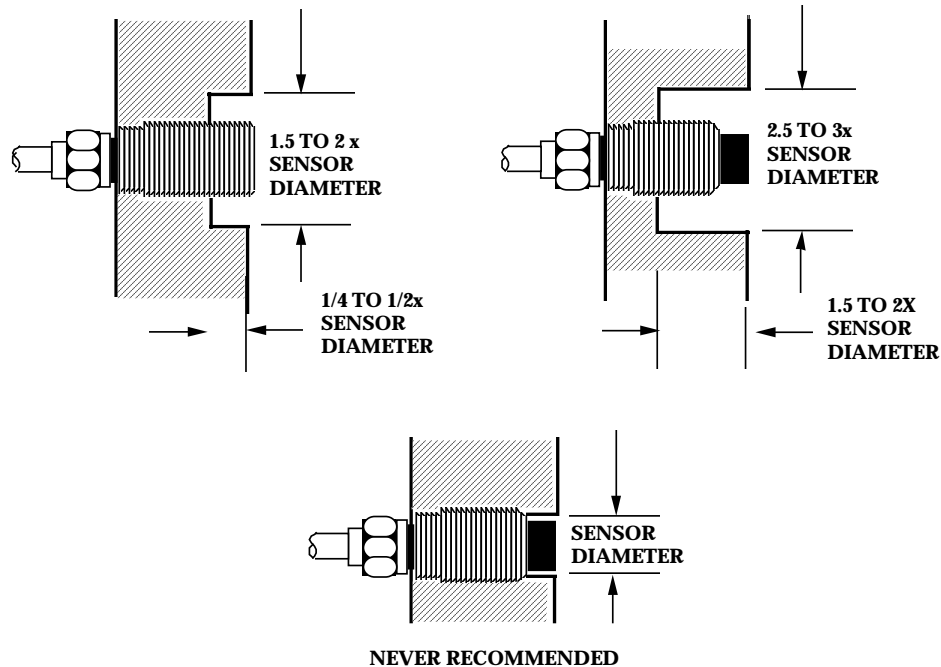 1.5 TO 2 x
SENSOR
DIAMETER
1/4 TO 1/2x
SENSOR
DIAMETER
2.5 TO 3x
SENSOR
DIAMETER
1.5 TO 2X
SENSOR
DIAMETER
SENSOR
DIAMETER
NEVER RECOMMENDED